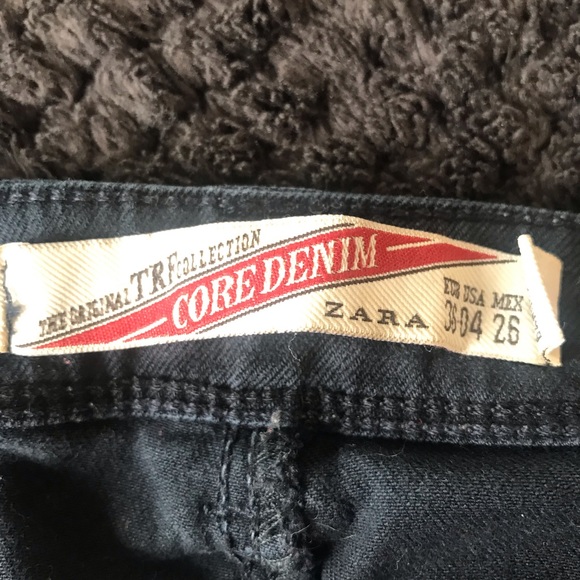 THE ORIGINAL TRF COLLECTION
CORE DENIM
ZARA
EUR USA MEX
36 04 26